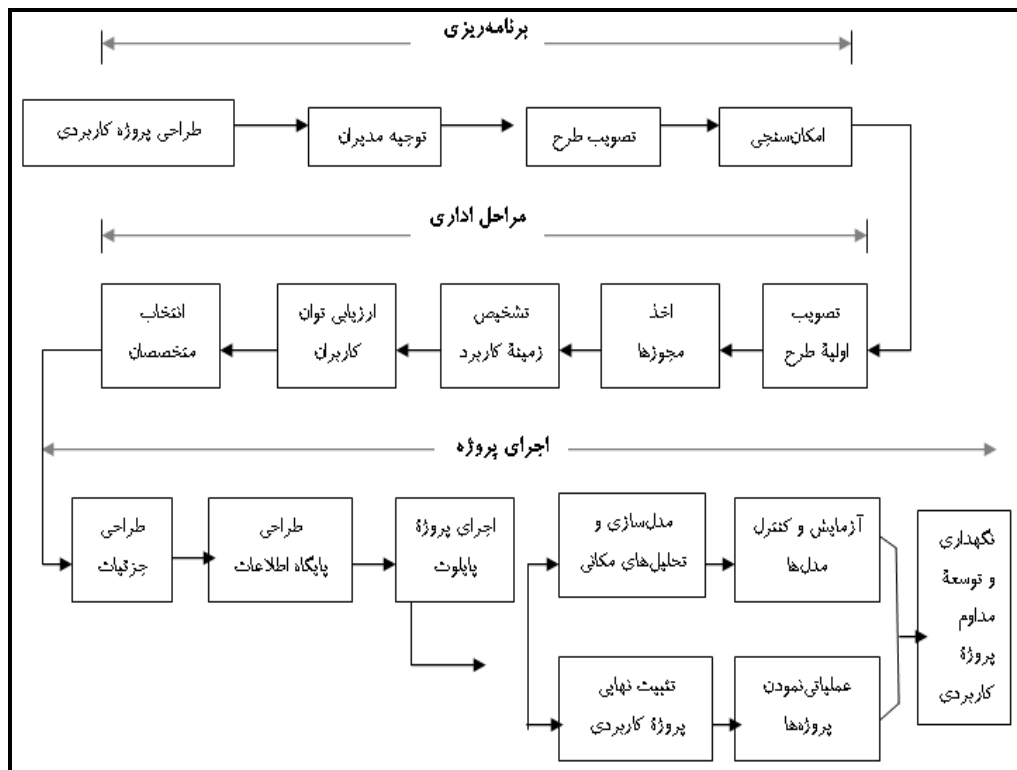 برنامه‌ریزی
طراحی پروژه کاربردی
توجیه مدیران
تصویب طرح
امکان‌سنجی
مراحل اداری
تصویب
اولیهٔ طرح
اخذ
مجوزها
تشخیص
زمینهٔ کاربرد
ارزیابی توان
کاربران
انتخاب
متخصصان
اجرای پروژه
طراحی
جزئیات
طراحی
پایگاه اطلاعات
اجرای پروژهٔ
پایلوت
مدل‌سازی و
تحلیل‌های مکانی
آزمایش و کنترل
مدل‌ها
تثبیت نهایی
پروژهٔ کاربردی
عملیاتی‌نمودن
پروژه‌ها
نگهداری
و توسعهٔ
مداوم
پروژهٔ
کاربردی